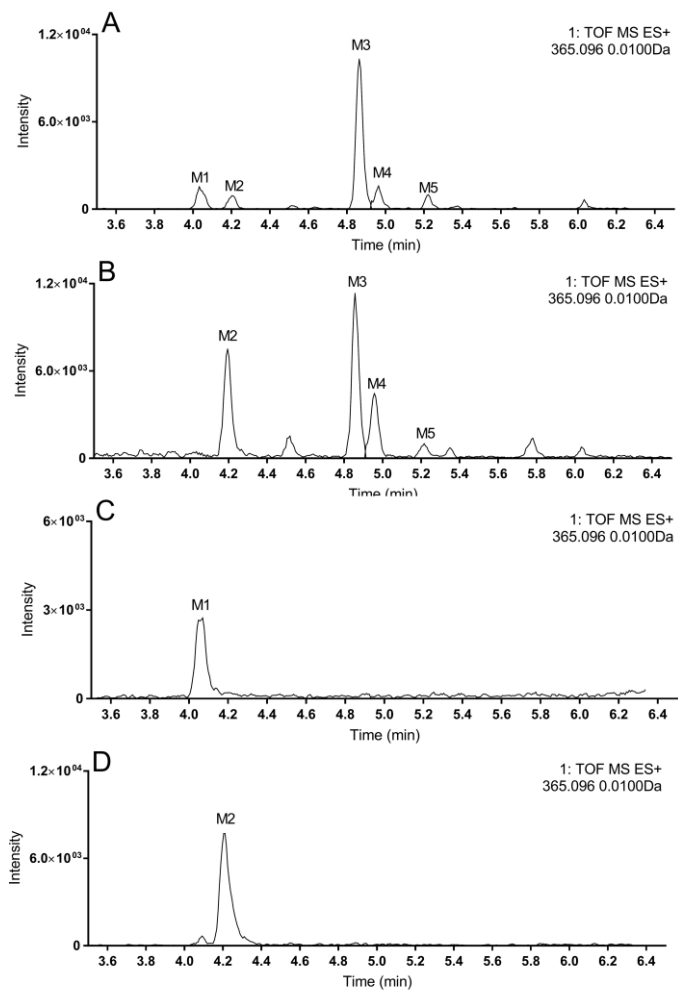 A
1: TOF MS ES+
365.096 0.0100Da
1.2×10⁰⁴
6.0×10⁰³
0
Intensity
M1
M2
M3
M4
M5
3.6 3.8 4.0 4.2 4.4 4.6 4.8 5.0 5.2 5.4 5.6 5.8 6.0 6.2 6.4
Time (min)
B
1: TOF MS ES+
365.096 0.0100Da
1.2×10⁰⁴
6.0×10⁰³
0
Intensity
M2
M3
M4
M5
3.6 3.8 4.0 4.2 4.4 4.6 4.8 5.0 5.2 5.4 5.6 5.8 6.0 6.2 6.4
Time (min)
C
1: TOF MS ES+
365.096 0.0100Da
6×10⁰³
3×10⁰³
0
Intensity
M1
3.6 3.8 4.0 4.2 4.4 4.6 4.8 5.0 5.2 5.4 5.6 5.8 6.0 6.2 6.4
Time (min)
D
1: TOF MS ES+
365.096 0.0100Da
1.2×10⁰⁴
6.0×10⁰³
0
Intensity
M2
3.6 3.8 4.0 4.2 4.4 4.6 4.8 5.0 5.2 5.4 5.6 5.8 6.0 6.2 6.4
Time (min)